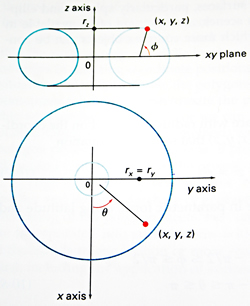 z axis
r_z
(x, y, z)
ϕ
0
xy plane
r_x = r_y
0
y axis
θ
(x, y, z)
x axis